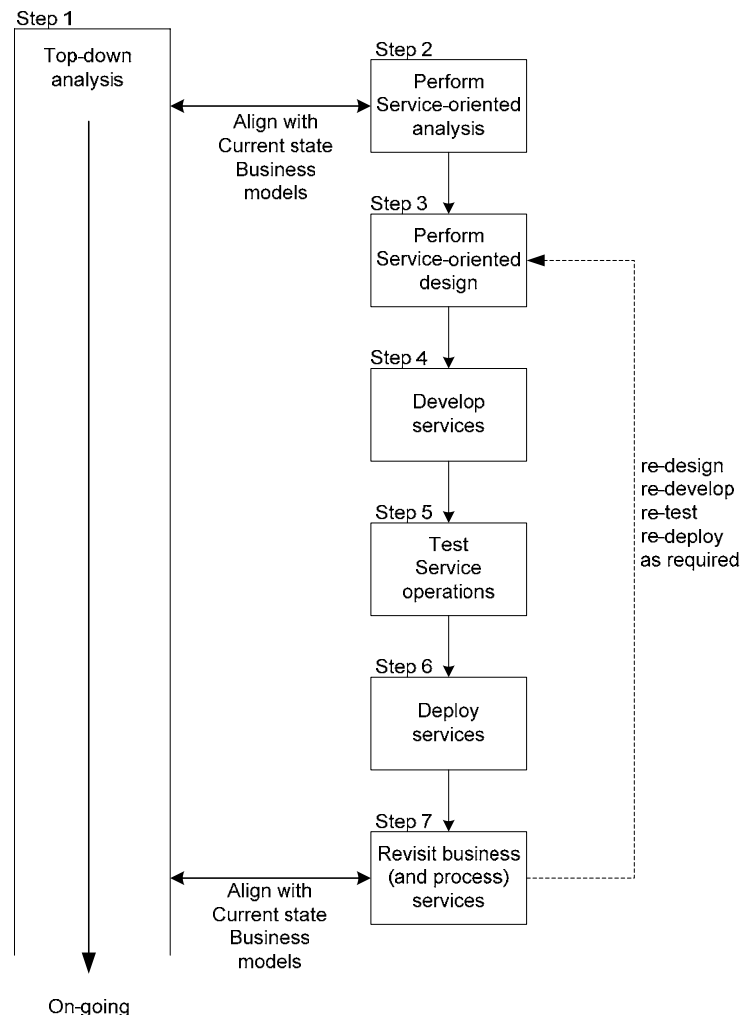 Step 1
Top-down
analysis
Step 2
Perform
Service-oriented
analysis
Align with
Current state
Business
models
Step 3
Perform
Service-oriented
design
Step 4
Develop
services
re-design
re-develop
re-test
re-deploy
as required
Step 5
Test
Service
operations
Step 6
Deploy
services
Step 7
Revisit business
(and process)
services
Align with
Current state
Business
models
On-going